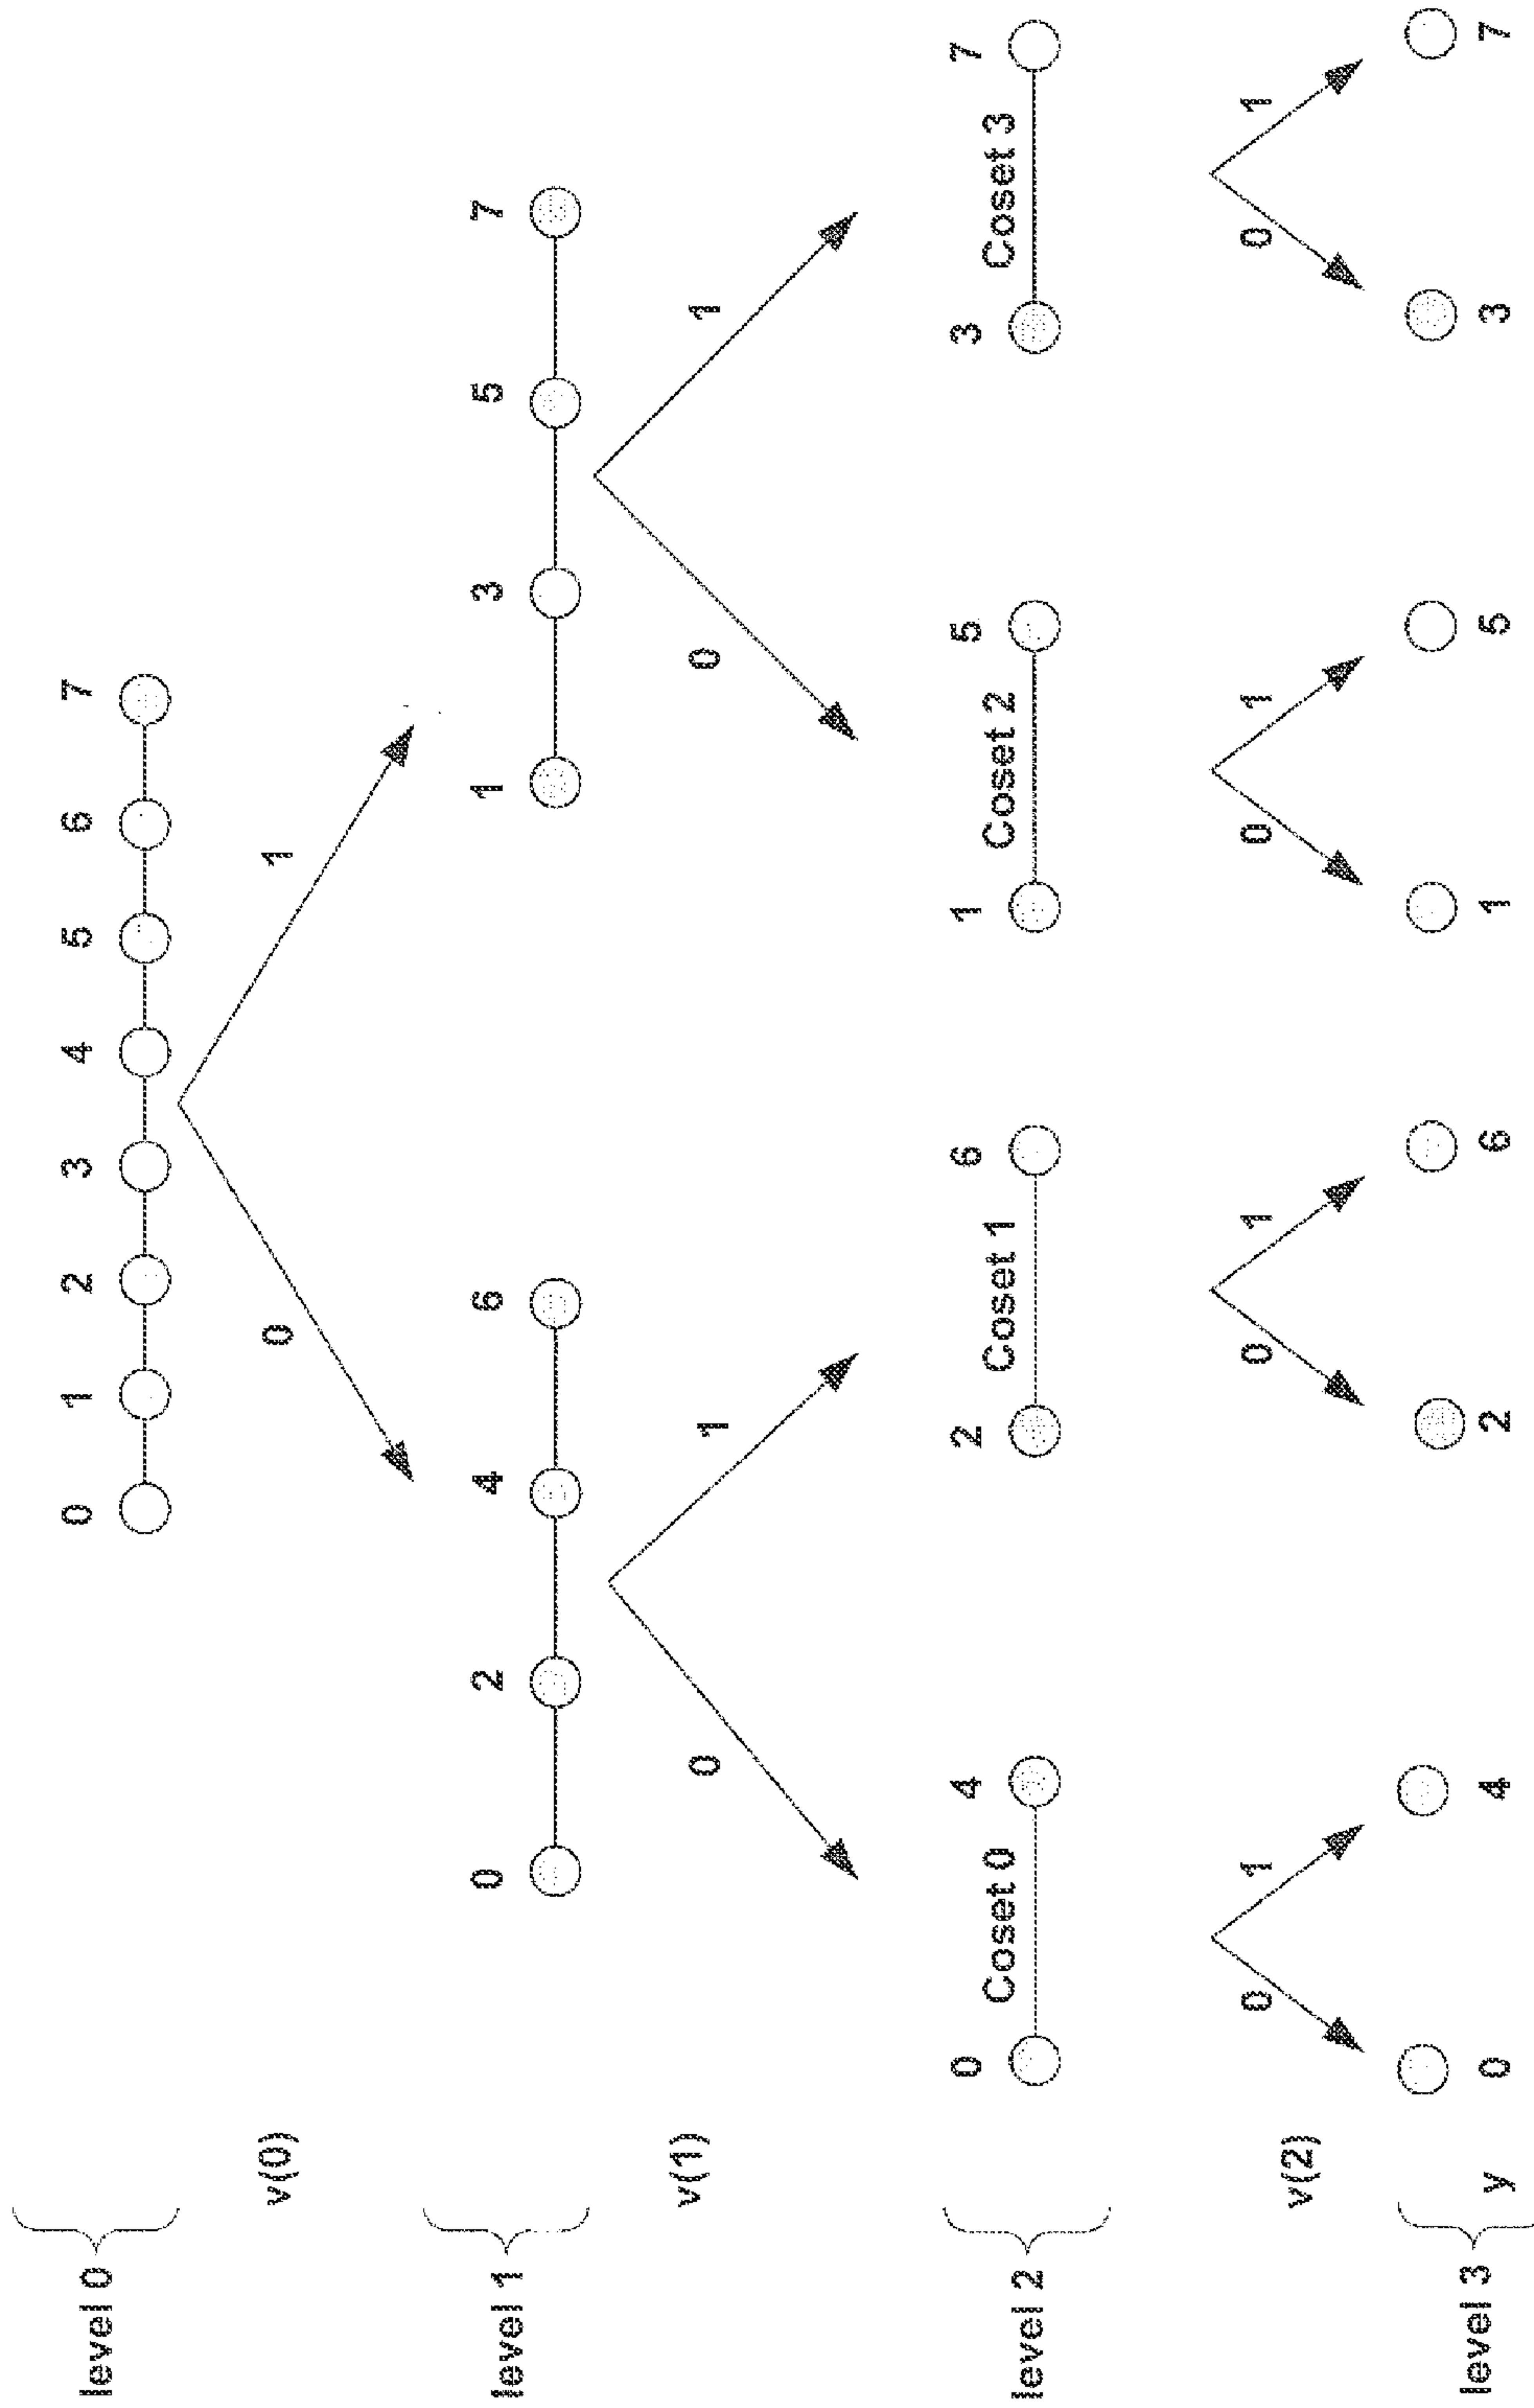 0 1 2 3 4 5 6 7
level 0
v(0) 0 1
0 2 4 6 1 3 5 7
level 1
v(1) 0 1 0 1
0 4 2 6 1 5 3 7
Coset 0 Coset 1 Coset 2 Coset 3
level 2
v(2) 0 1 0 1 0 1 0 1
level 3
y 0 4 2 6 1 5 3 7